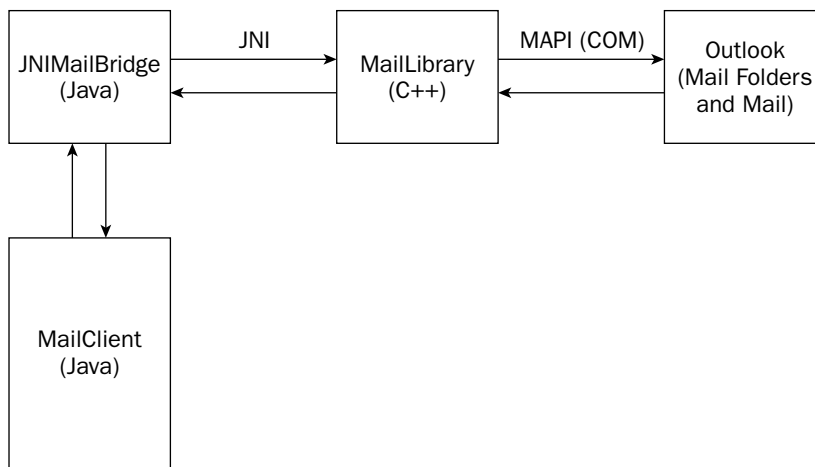 JNIMailBridge
(Java)
JNI
MailLibrary
(C++)
MAPI (COM)
Outlook
(Mail Folders
and Mail)
MailClient
(Java)